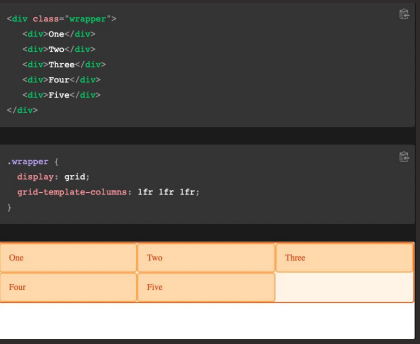 <div class="wrapper">
<div>One</div>
<div>Two</div>
<div>Three</div>
<div>Four</div>
<div>Five</div>
</div>
.wrapper {
display: grid;
grid-template-columns: 1fr 1fr 1fr;
}
One Two Three
Four Five